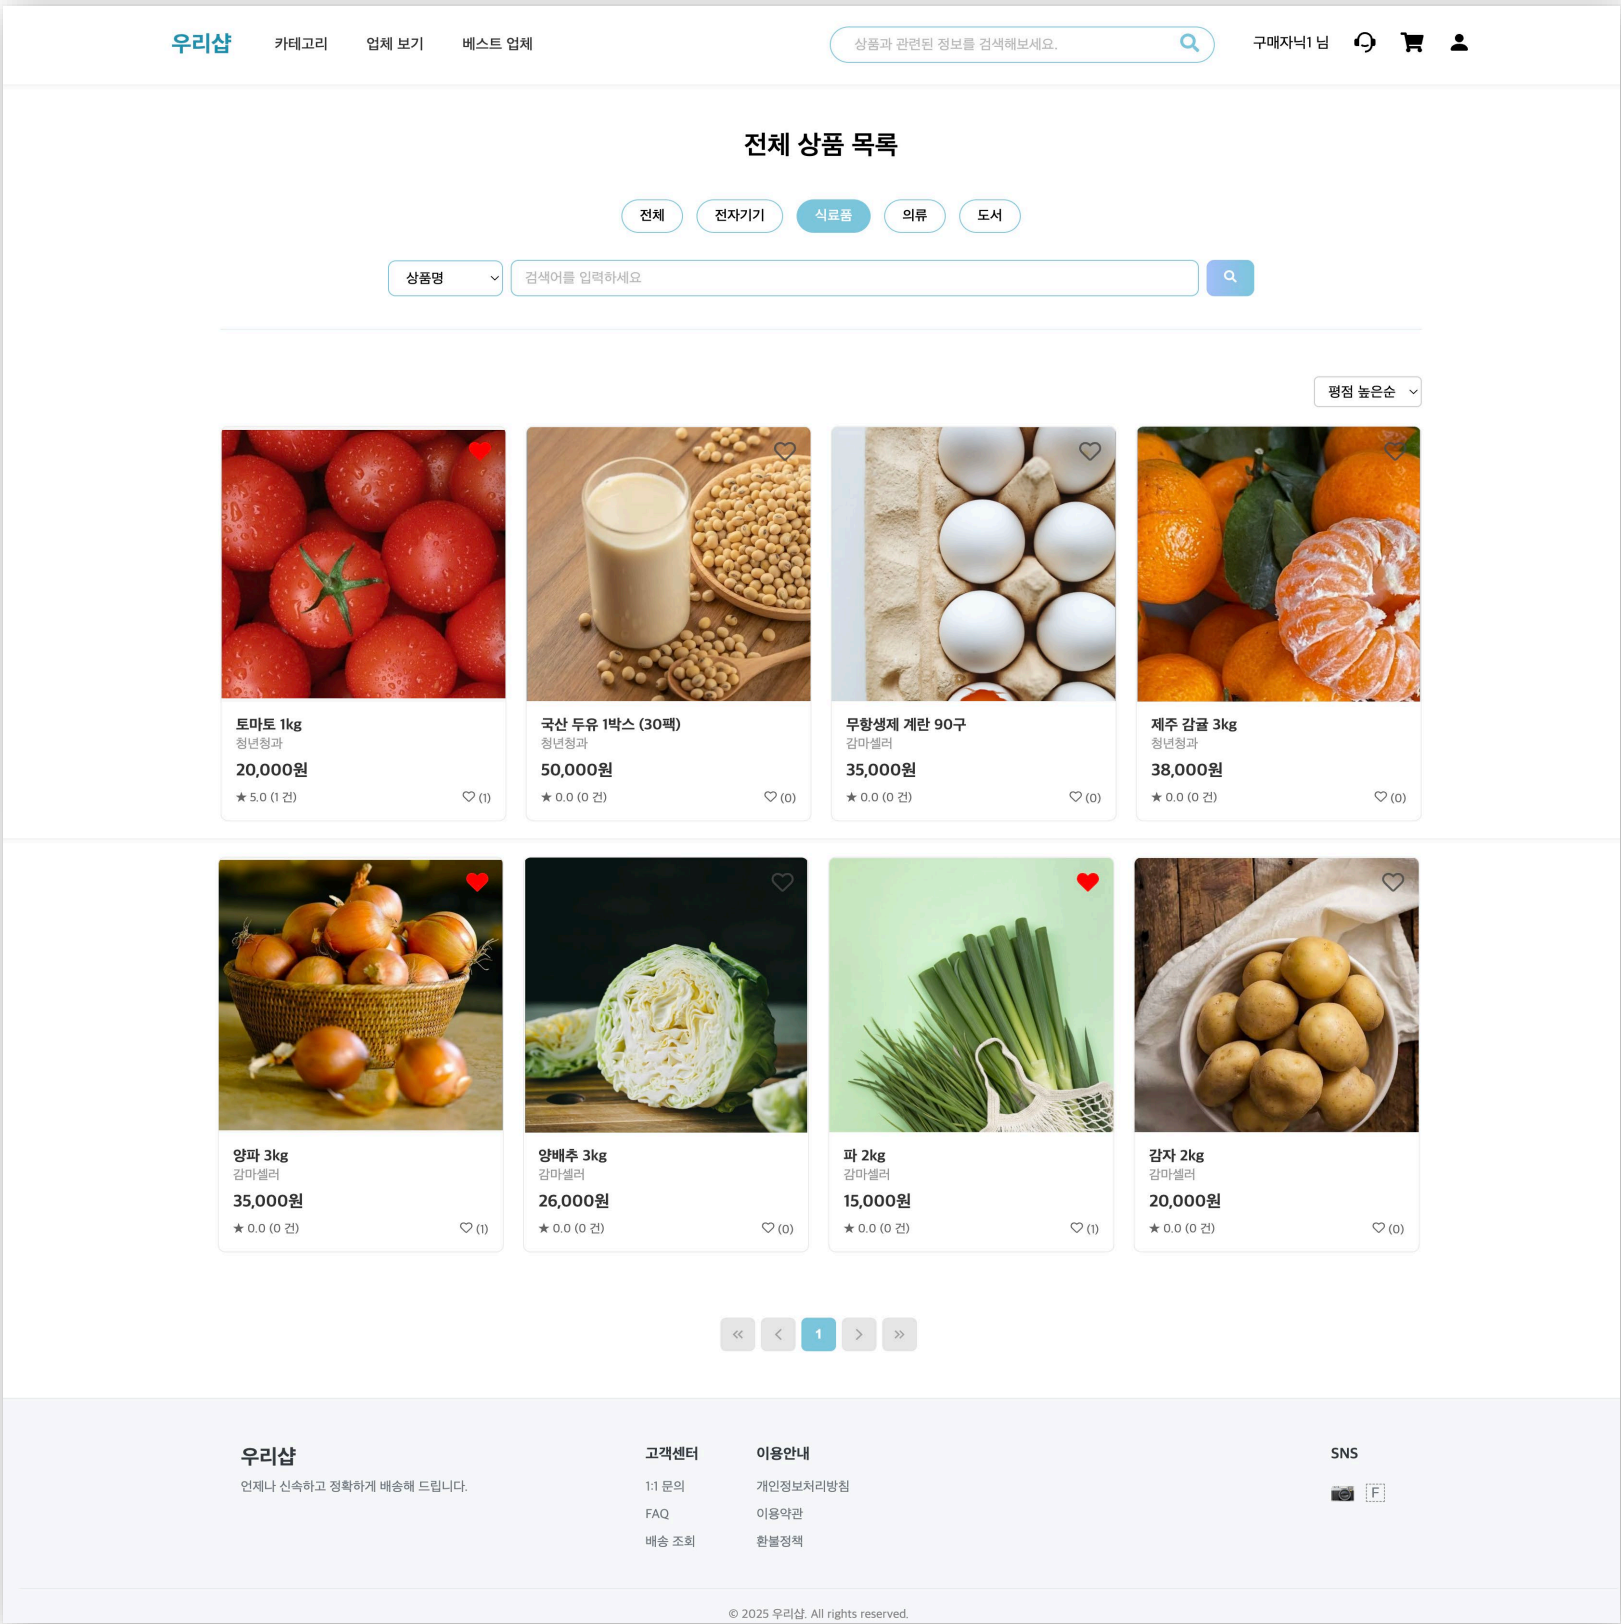 우리샵 카테고리 업체 보기 베스트 업체 상품과 관련된 정보를 검색해보세요. 구매자닉1 님
전체 상품 목록
전체 전자기기 식료품 의류 도서
상품명 검색어를 입력하세요
평점 높은순
토마토 1kg
청년청과
20,000원
★ 5.0 (1 건) ♡ (1)
국산 두유 1박스 (30팩)
청년청과
50,000원
★ 0.0 (0 건) ♡ (0)
무항생제 계란 90구
감마셀러
35,000원
★ 0.0 (0 건) ♡ (0)
제주 감귤 3kg
청년청과
38,000원
★ 0.0 (0 건) ♡ (0)
양파 3kg
감마셀러
35,000원
★ 0.0 (0 건) ♡ (1)
양배추 3kg
감마셀러
26,000원
★ 0.0 (0 건) ♡ (0)
파 2kg
감마셀러
15,000원
★ 0.0 (0 건) ♡ (1)
감자 2kg
감마셀러
20,000원
★ 0.0 (0 건) ♡ (0)
« ‹ 1 › »
우리샵
언제나 신속하고 정확하게 배송해 드립니다.
고객센터
1:1 문의
FAQ
배송 조회
이용안내
개인정보처리방침
이용약관
환불정책
SNS
F
© 2025 우리샵. All rights reserved.